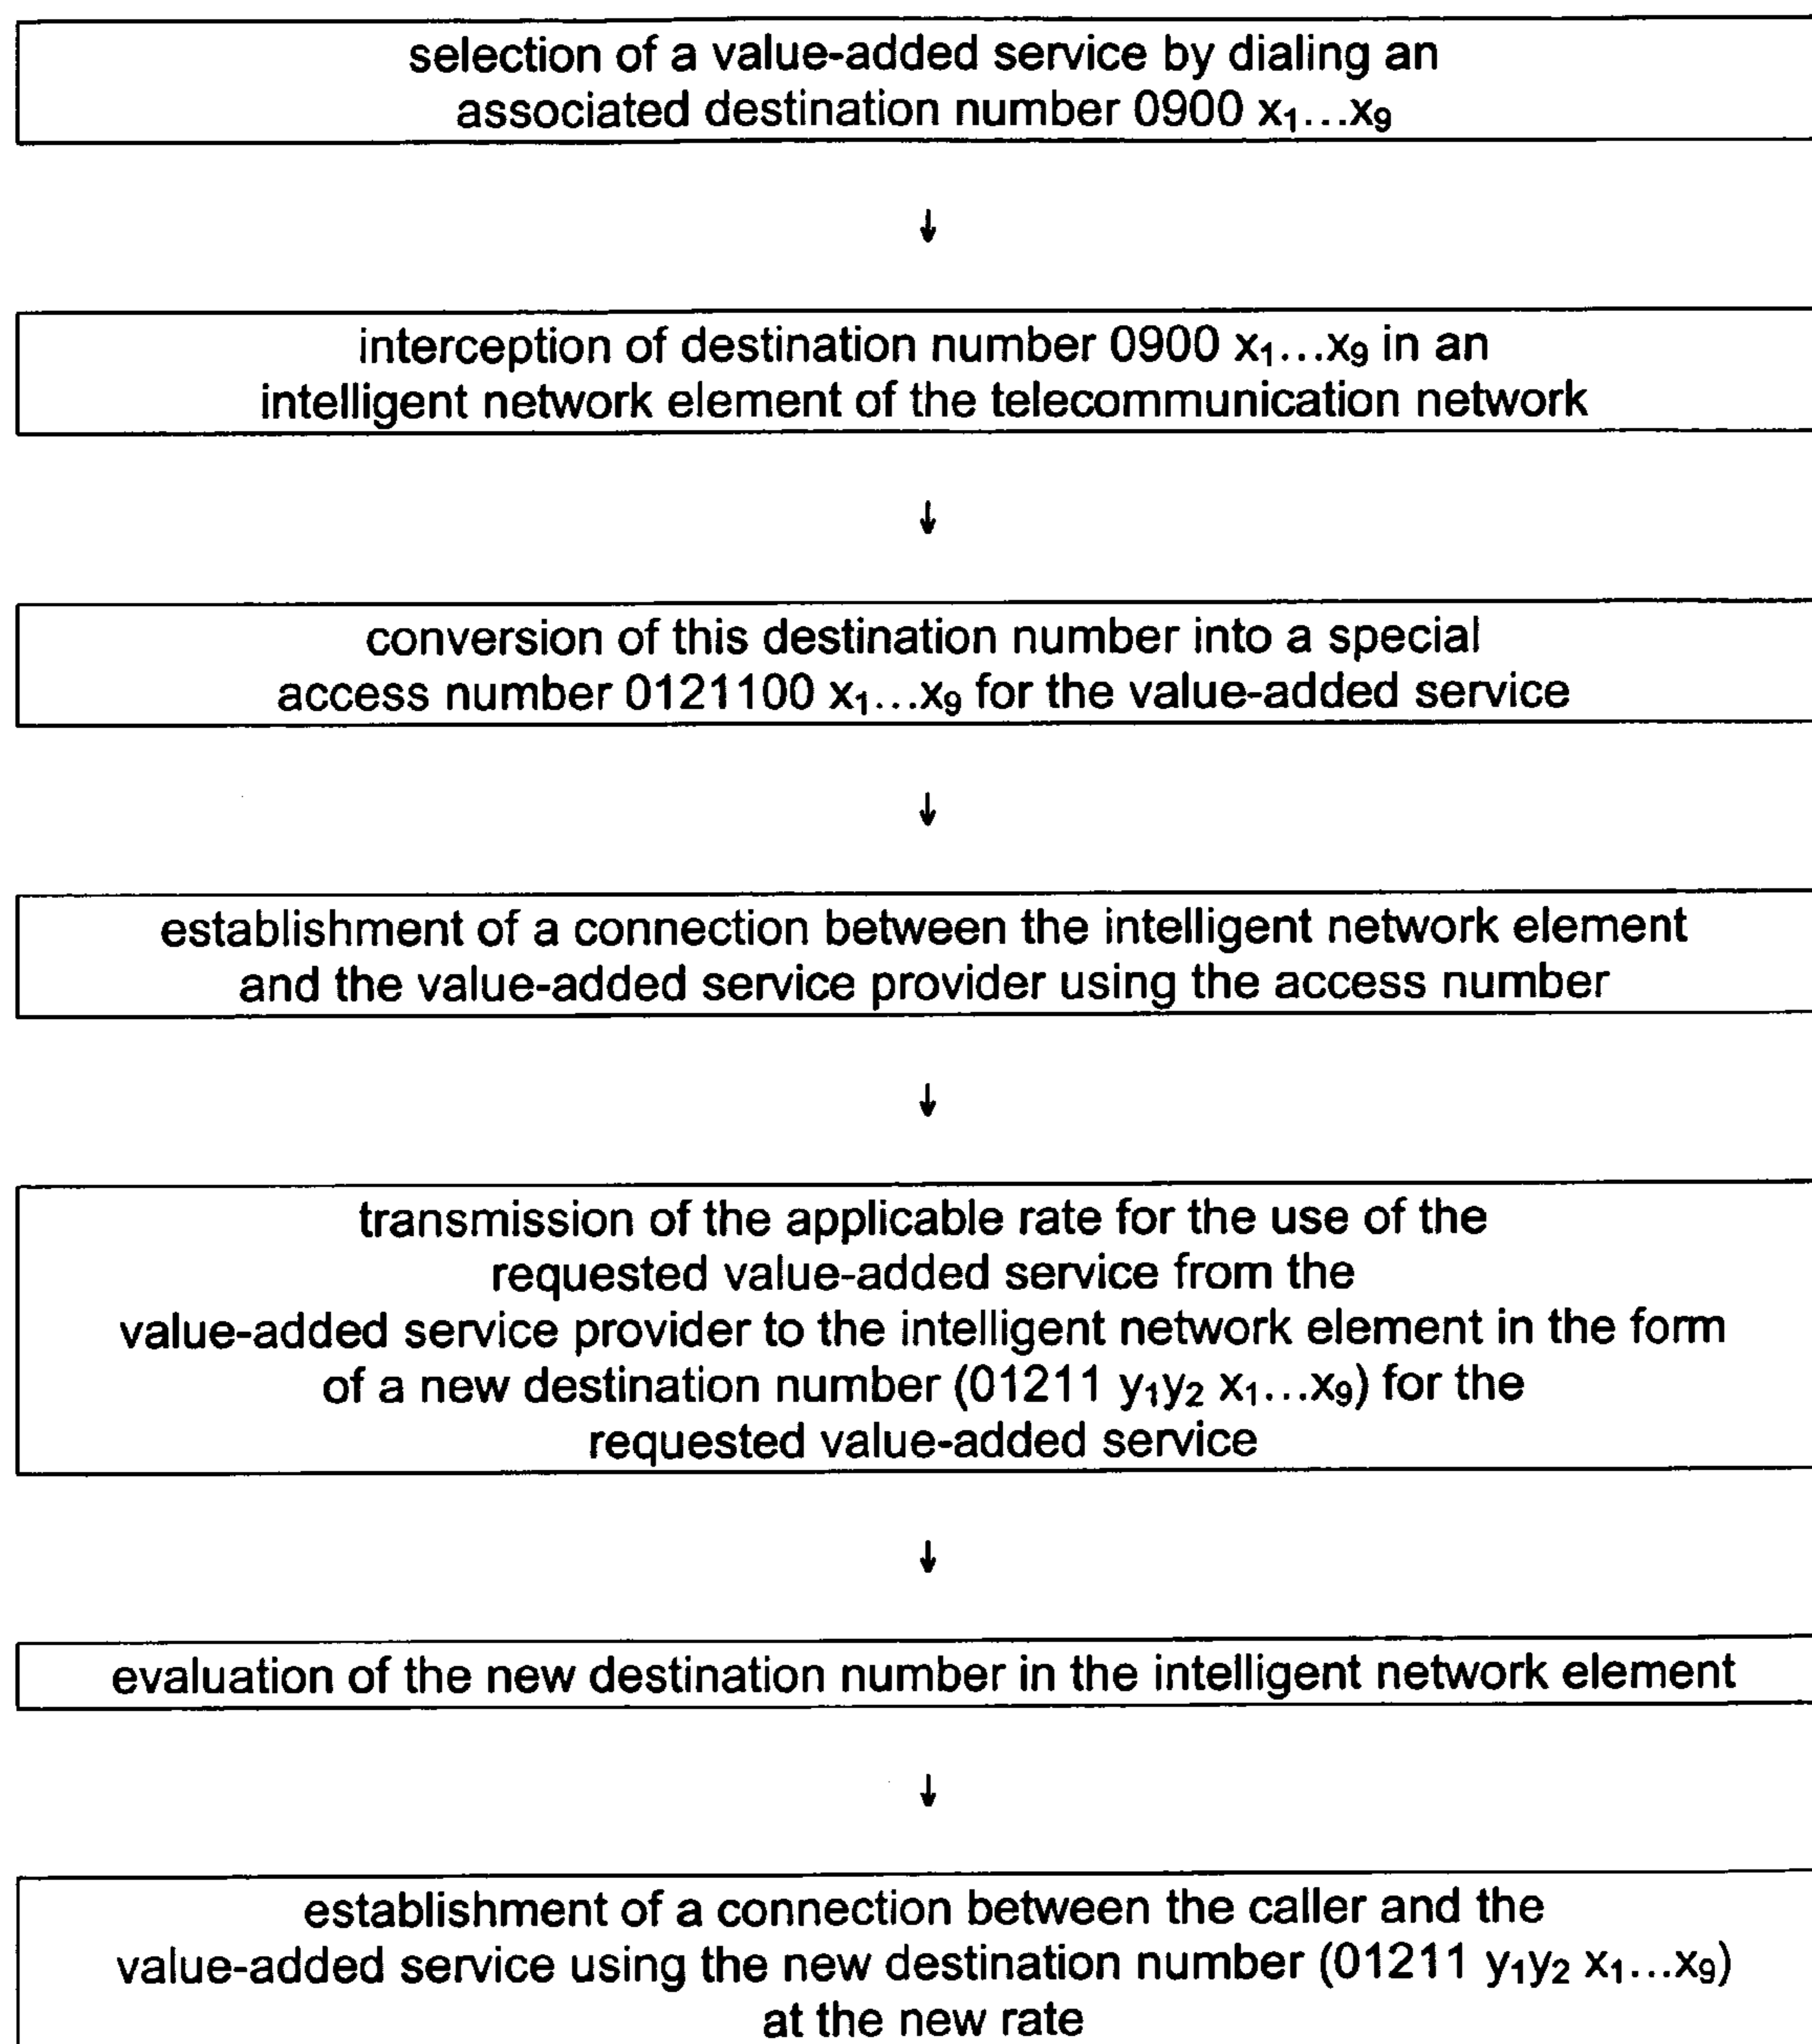 selection of a value-added service by dialing an
associated destination number 0900 x₁...x₉
↓
interception of destination number 0900 x₁...x₉ in an
intelligent network element of the telecommunication network
↓
conversion of this destination number into a special
access number 0121100 x₁...x₉ for the value-added service
↓
establishment of a connection between the intelligent network element
and the value-added service provider using the access number
↓
transmission of the applicable rate for the use of the
requested value-added service from the
value-added service provider to the intelligent network element in the form
of a new destination number (01211 y₁y₂ x₁...x₉) for the
requested value-added service
↓
evaluation of the new destination number in the intelligent network element
↓
establishment of a connection between the caller and the
value-added service using the new destination number (01211 y₁y₂ x₁...x₉)
at the new rate